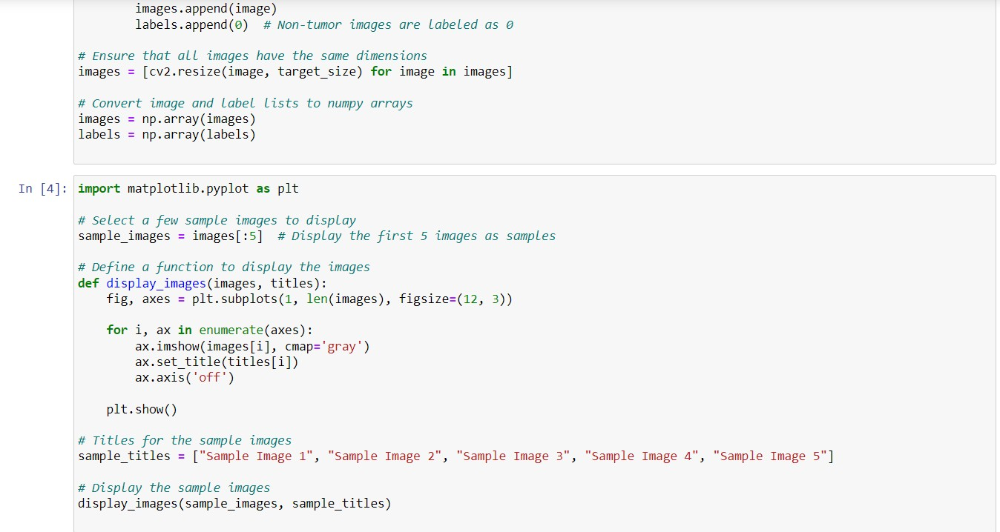 images.append(image)
        labels.append(0)  # Non-tumor images are labeled as 0

# Ensure that all images have the same dimensions
images = [cv2.resize(image, target_size) for image in images]

# Convert image and label lists to numpy arrays
images = np.array(images)
labels = np.array(labels)

In [4]: import matplotlib.pyplot as plt

# Select a few sample images to display
sample_images = images[:5]  # Display the first 5 images as samples

# Define a function to display the images
def display_images(images, titles):
    fig, axes = plt.subplots(1, len(images), figsize=(12, 3))

    for i, ax in enumerate(axes):
        ax.imshow(images[i], cmap='gray')
        ax.set_title(titles[i])
        ax.axis('off')

    plt.show()

# Titles for the sample images
sample_titles = ["Sample Image 1", "Sample Image 2", "Sample Image 3", "Sample Image 4", "Sample Image 5"]

# Display the sample images
display_images(sample_images, sample_titles)